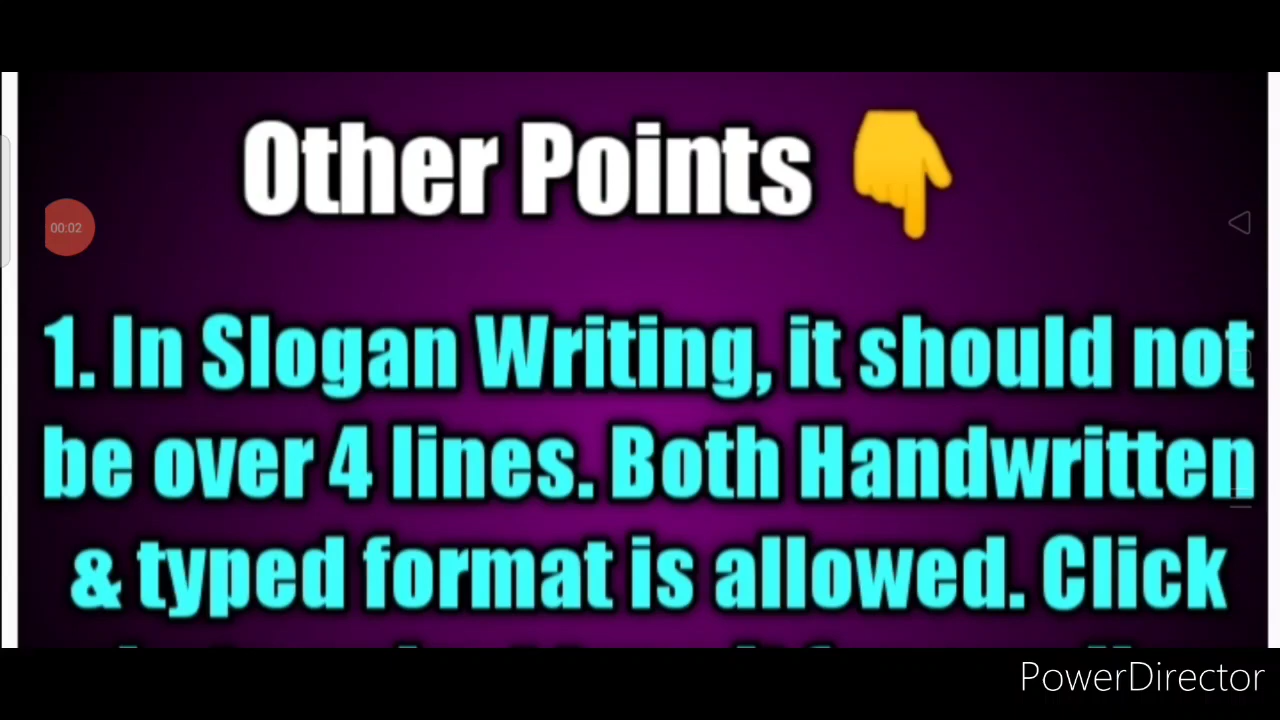 Other Points 👇
00:02
1. In Slogan Writing, it should not
be over 4 lines. Both Handwritten
& typed format is allowed. Click
PowerDirector